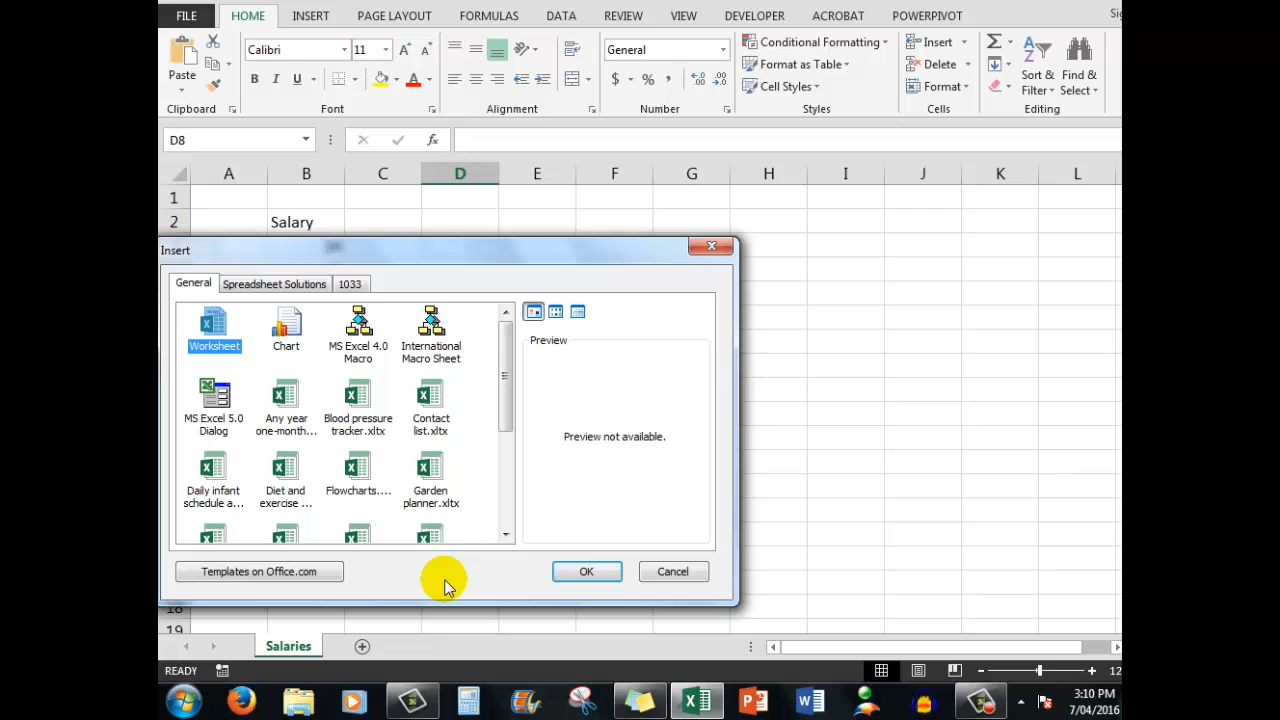 FILE HOME INSERT PAGE LAYOUT FORMULAS DATA REVIEW VIEW DEVELOPER ACROBAT POWERPIVOT
Calibri 11 General Conditional Formatting Insert
Paste Format as Table Delete Sort & Find &
B I U $ % , Cell Styles Format Filter Select
Clipboard Font Alignment Number Styles Cells Editing
D8 fx
A B C D E F G H I J K L
1
2 Salary
Insert
General Spreadsheet Solutions 1033
Worksheet Chart MS Excel 4.0 International
Macro Macro Sheet
Preview
MS Excel 5.0 Any year Blood pressure Contact
Dialog one-month... tracker.xltx list.xltx
Preview not available.
Daily infant Diet and Flowcharts.... Garden
schedule a... exercise ... planner.xltx
Templates on Office.com OK Cancel
18
19
Salaries
READY 12
3:10 PM
7/04/2016